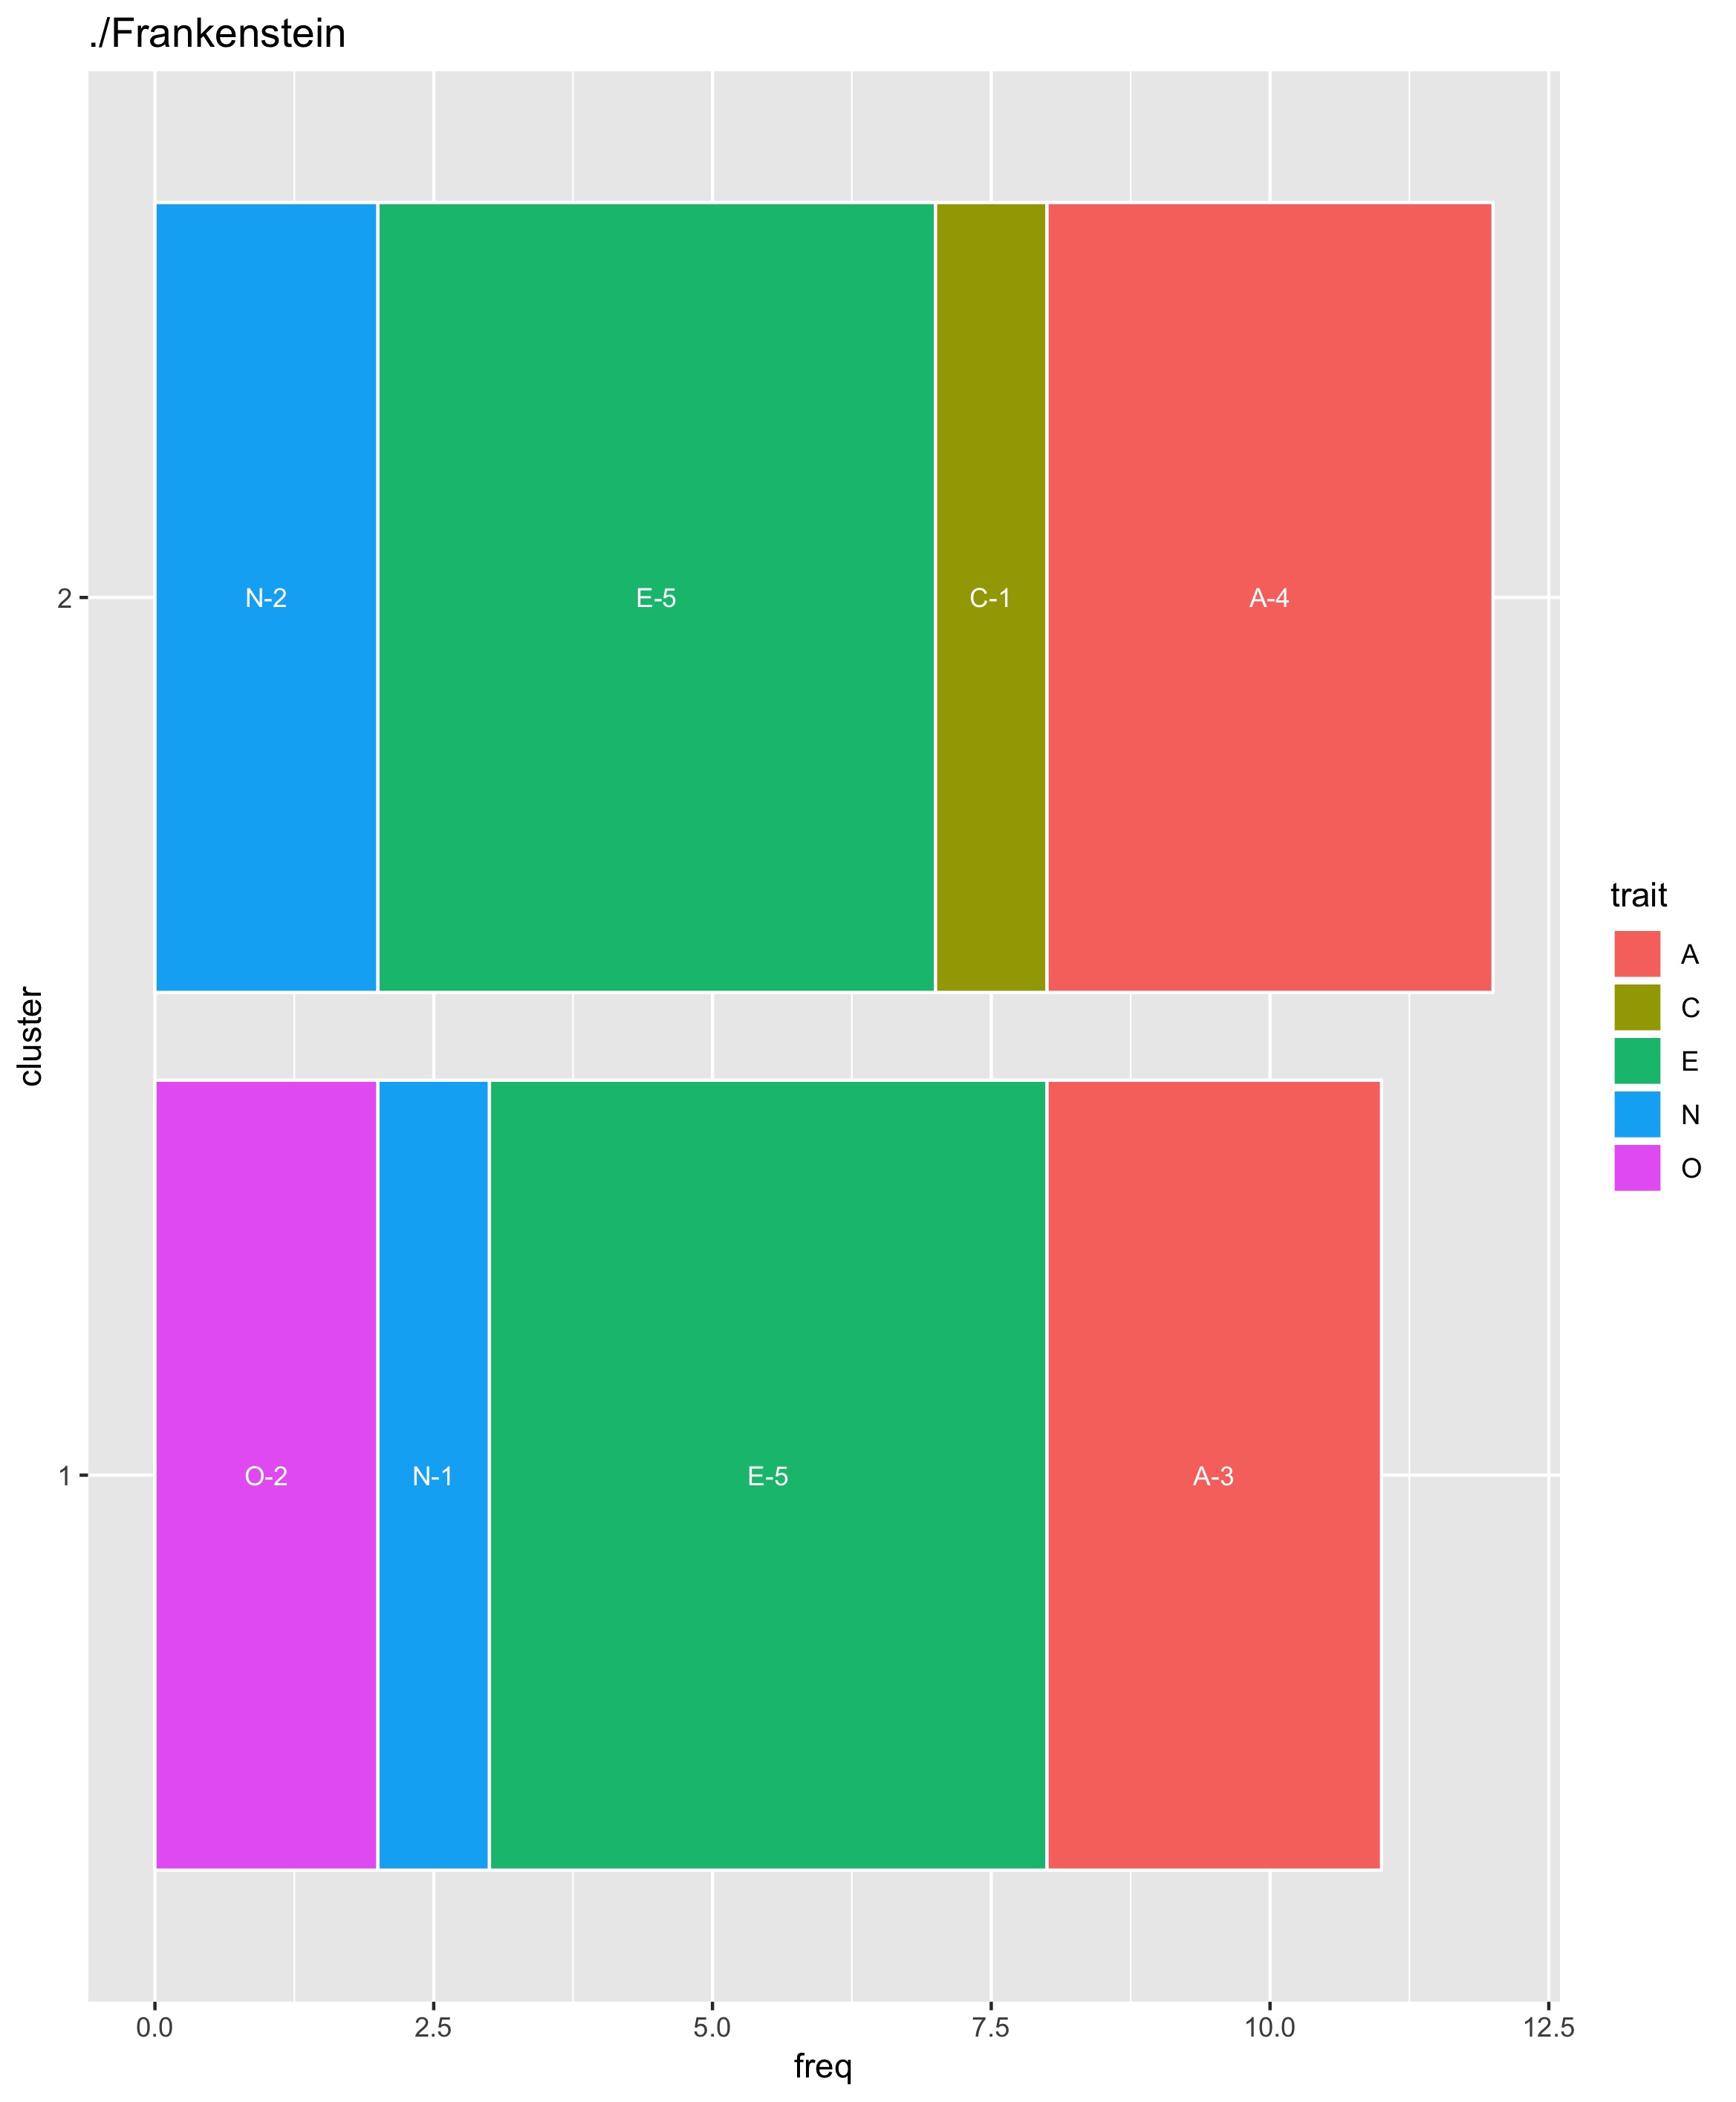 ./Frankenstein
cluster
2
N-2
E-5
C-1
A-4
1
O-2
N-1
E-5
A-3
0.0
2.5
5.0
7.5
10.0
12.5
freq
trait
A
C
E
N
O